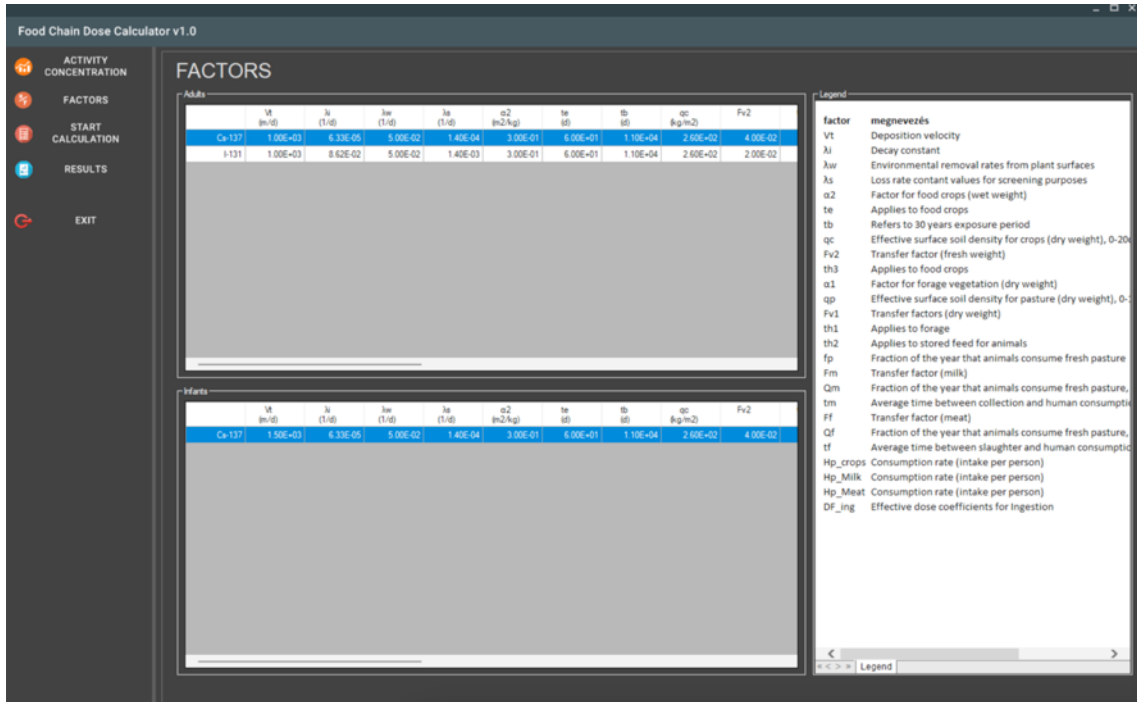 Food Chain Dose Calculator v1.0
ACTIVITY
CONCENTRATION
FACTORS
START
CALCULATION
RESULTS
EXIT
FACTORS
Adults
Vt λi λw λs α2 te tb qc Fv2
(m/d) (1/d) (1/d) (1/d) (m2/kg) (d) (d) (kg/m2)
Cs-137 1.00E+03 6.33E-05 5.00E-02 1.40E-04 3.00E-01 6.00E+01 1.10E+04 2.60E+02 4.00E-02
I-131 1.00E+03 8.62E-02 5.00E-02 1.40E-03 3.00E-01 6.00E+01 1.10E+04 2.60E+02 2.00E-02
Infants
Vt λi λw λs α2 te tb qc Fv2
(m/d) (1/d) (1/d) (1/d) (m2/kg) (d) (d) (kg/m2)
Cs-137 1.50E+03 6.33E-05 5.00E-02 1.40E-04 3.00E-01 6.00E+01 1.10E+04 2.60E+02 4.00E-02
Legend
factor megnevezés
Vt Deposition velocity
λi Decay constant
λw Environmental removal rates from plant surfaces
λs Loss rate contant values for screening purposes
α2 Factor for food crops (wet weight)
te Applies to food crops
tb Refers to 30 years exposure period
qc Effective surface soil density for crops (dry weight), 0-20
Fv2 Transfer factor (fresh weight)
th3 Applies to food crops
α1 Factor for forage vegetation (dry weight)
qp Effective surface soil density for pasture (dry weight), 0-
Fv1 Transfer factors (dry weight)
th1 Applies to forage
th2 Applies to stored feed for animals
fp Fraction of the year that animals consume fresh pasture
Fm Transfer factor (milk)
Qm Fraction of the year that animals consume fresh pasture,
tm Average time between collection and human consumpti
Ff Transfer factor (meat)
Qf Fraction of the year that animals consume fresh pasture,
tf Average time between slaughter and human consumptic
Hp_crops Consumption rate (intake per person)
Hp_Milk Consumption rate (intake per person)
Hp_Meat Consumption rate (intake per person)
DF_ing Effective dose coefficients for Ingestion
Legend